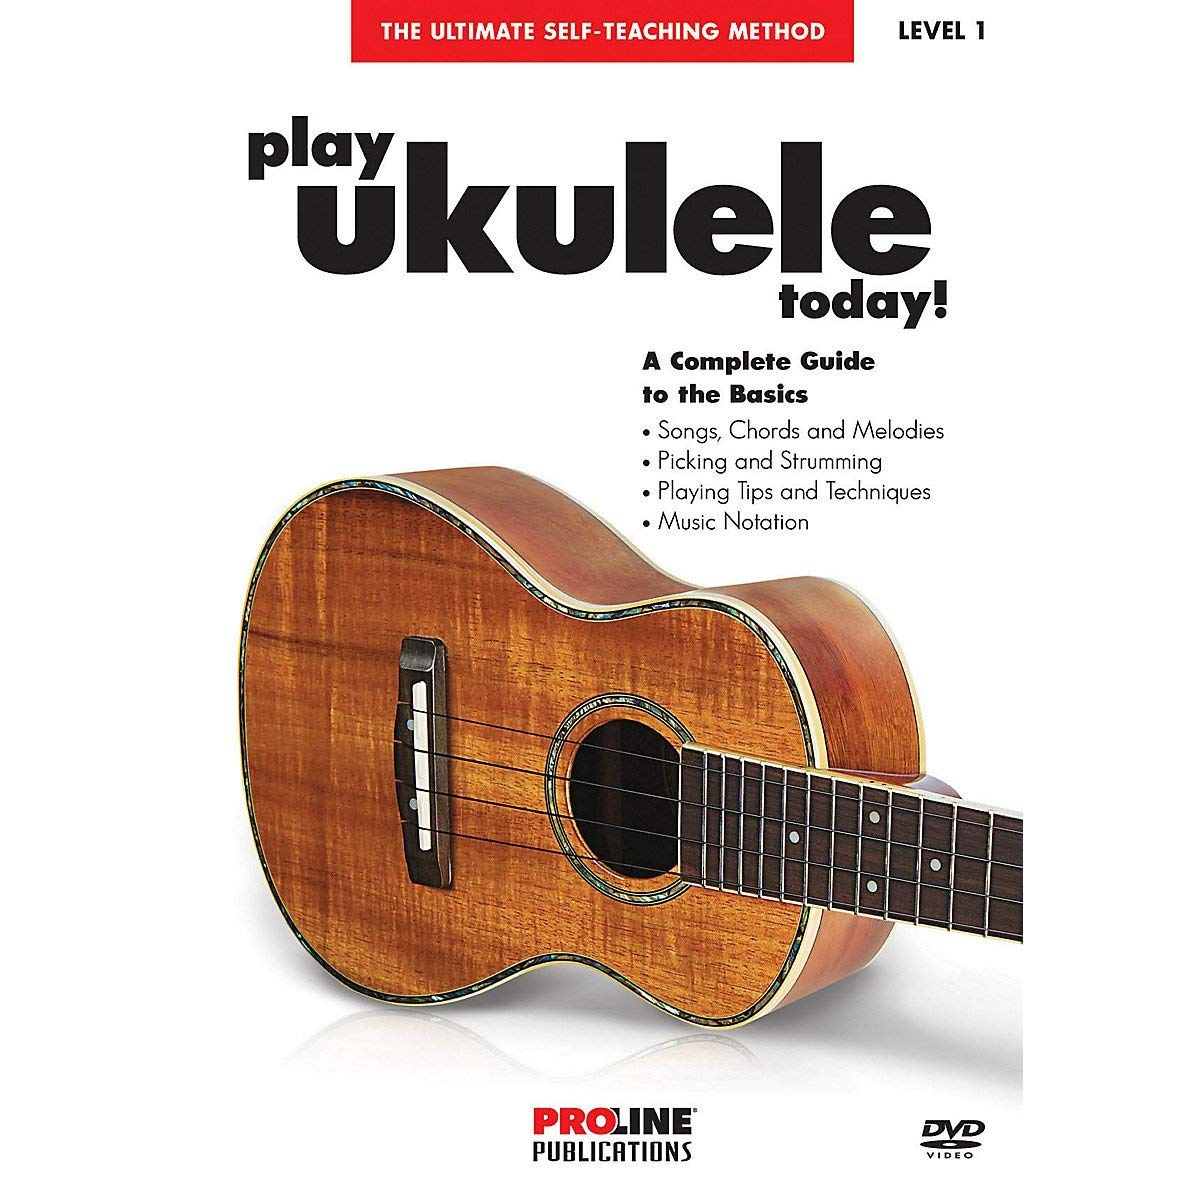 THE ULTIMATE SELF-TEACHING METHOD
LEVEL 1
play
ukulele
today!
A Complete Guide
to the Basics
• Songs, Chords and Melodies
• Picking and Strumming
• Playing Tips and Techniques
• Music Notation
PROLINE®
PUBLICATIONS
DVD
VIDEO